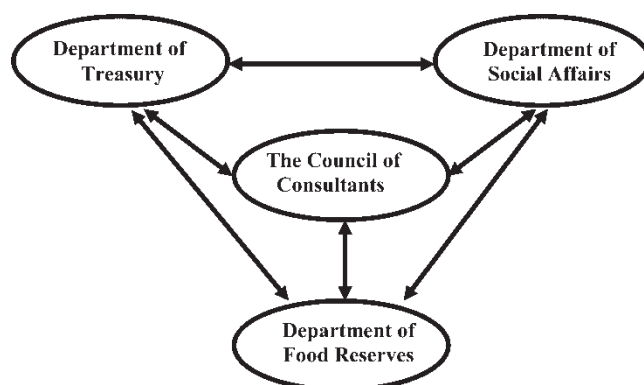 Department of
Treasury
Department of
Social Affairs
The Council of
Consultants
Department of
Food Reserves